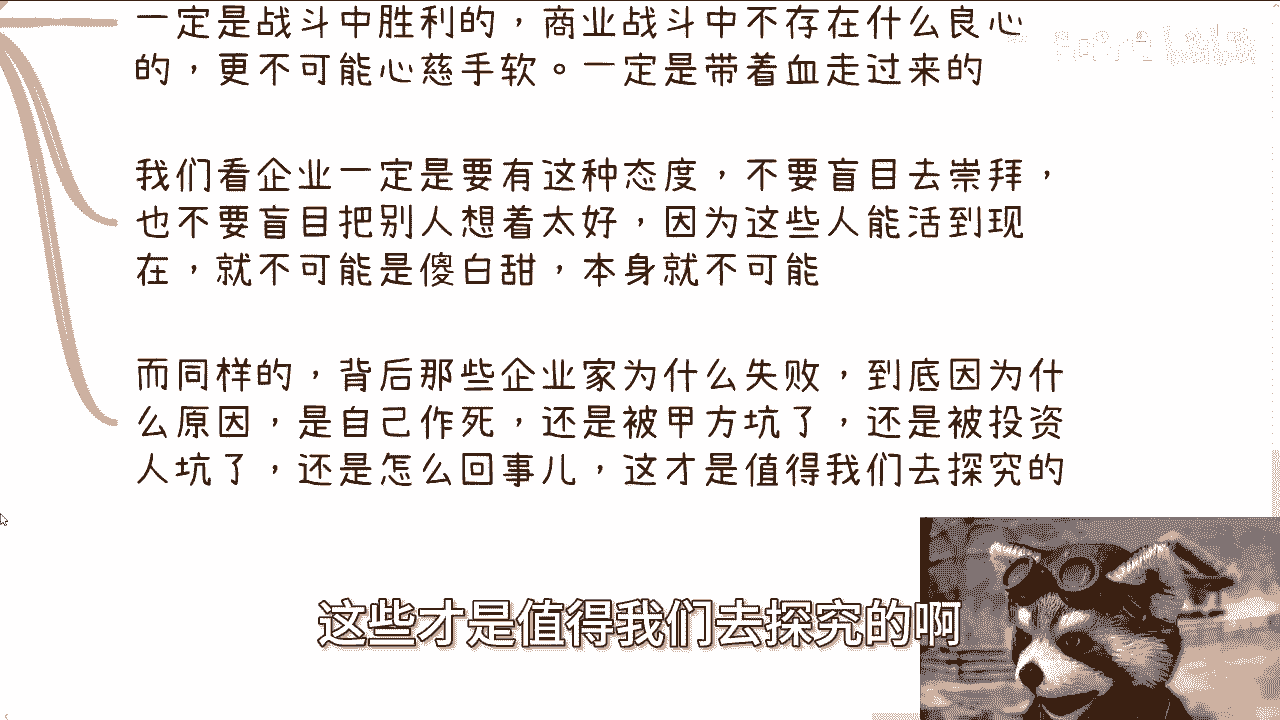 一定是战斗中胜利的，商业战斗中不存在什么良心
的，更不可能心慈手软。一定是带着血走过来的
我们看企业一定是要有这种态度，不要盲目去崇拜，
也不要盲目把别人想着太好，因为这些人能活到现
在，就不可能是傻白甜，本身就不可能
而同样的，背后那些企业家为什么失败，到底因为什
么原因，是自己作死，还是被甲方坑了，还是被投资
人坑了，还是怎么回事儿，这才是值得我们去探究的
这些才是值得我们去探究的啊